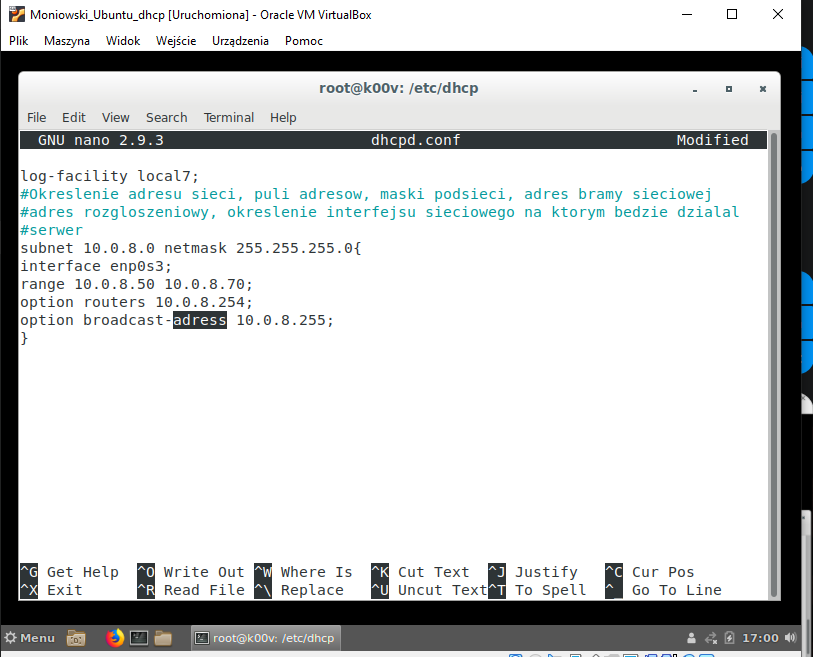 Moniowski_Ubuntu_dhcp [Uruchomiona] - Oracle VM VirtualBox
Plik Maszyna Widok Wejście Urządzenia Pomoc
root@k00v: /etc/dhcp
File Edit View Search Terminal Help
GNU nano 2.9.3 dhcpd.conf Modified
log-facility local7;
#Okreslenie adresu sieci, puli adresow, maski podsieci, adres bramy sieciowej
#adres rozgloszeniowy, okreslenie interfejsu sieciowego na ktorym bedzie dzialal
#serwer
subnet 10.0.8.0 netmask 255.255.255.0{
interface enp0s3;
range 10.0.8.50 10.0.8.70;
option routers 10.0.8.254;
option broadcast-adress 10.0.8.255;
}
^G Get Help ^O Write Out ^W Where Is ^K Cut Text ^J Justify ^C Cur Pos
^X Exit ^R Read File ^\ Replace ^U Uncut Text ^T To Spell ^_ Go To Line
Menu root@k00v: /etc/dhcp 17:00